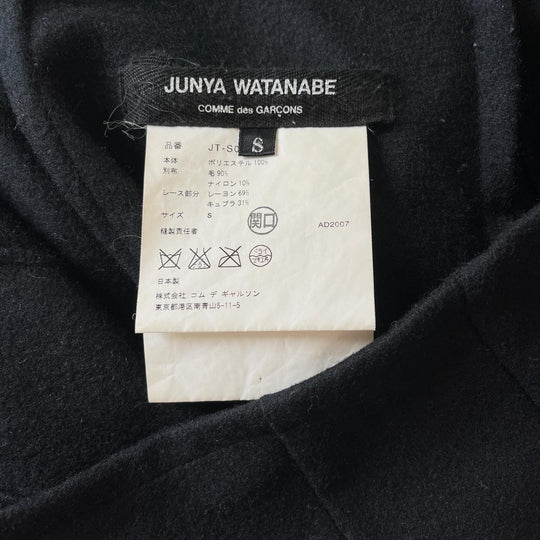 JUNYA WATANABE
COMME des GARÇONS
S
品番 JT-S0
本体 ポリエステル 100%
別布 毛 90%
ナイロン 10%
レース部分 レーヨン 69%
キュプラ 31%
サイズ S
縫製責任者 関口 AD2007
日本製
株式会社 コム デ ギャルソン
東京都港区南青山5-11-5